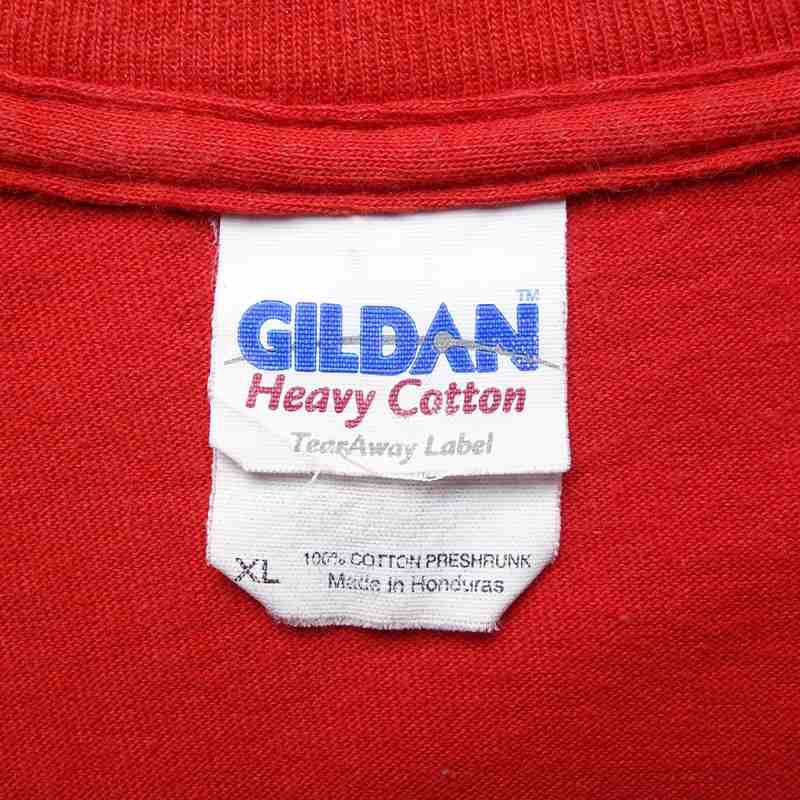 GILDAN™
Heavy Cotton
TearAway Label
XL
100% COTTON PRESHRUNK
Made in Honduras